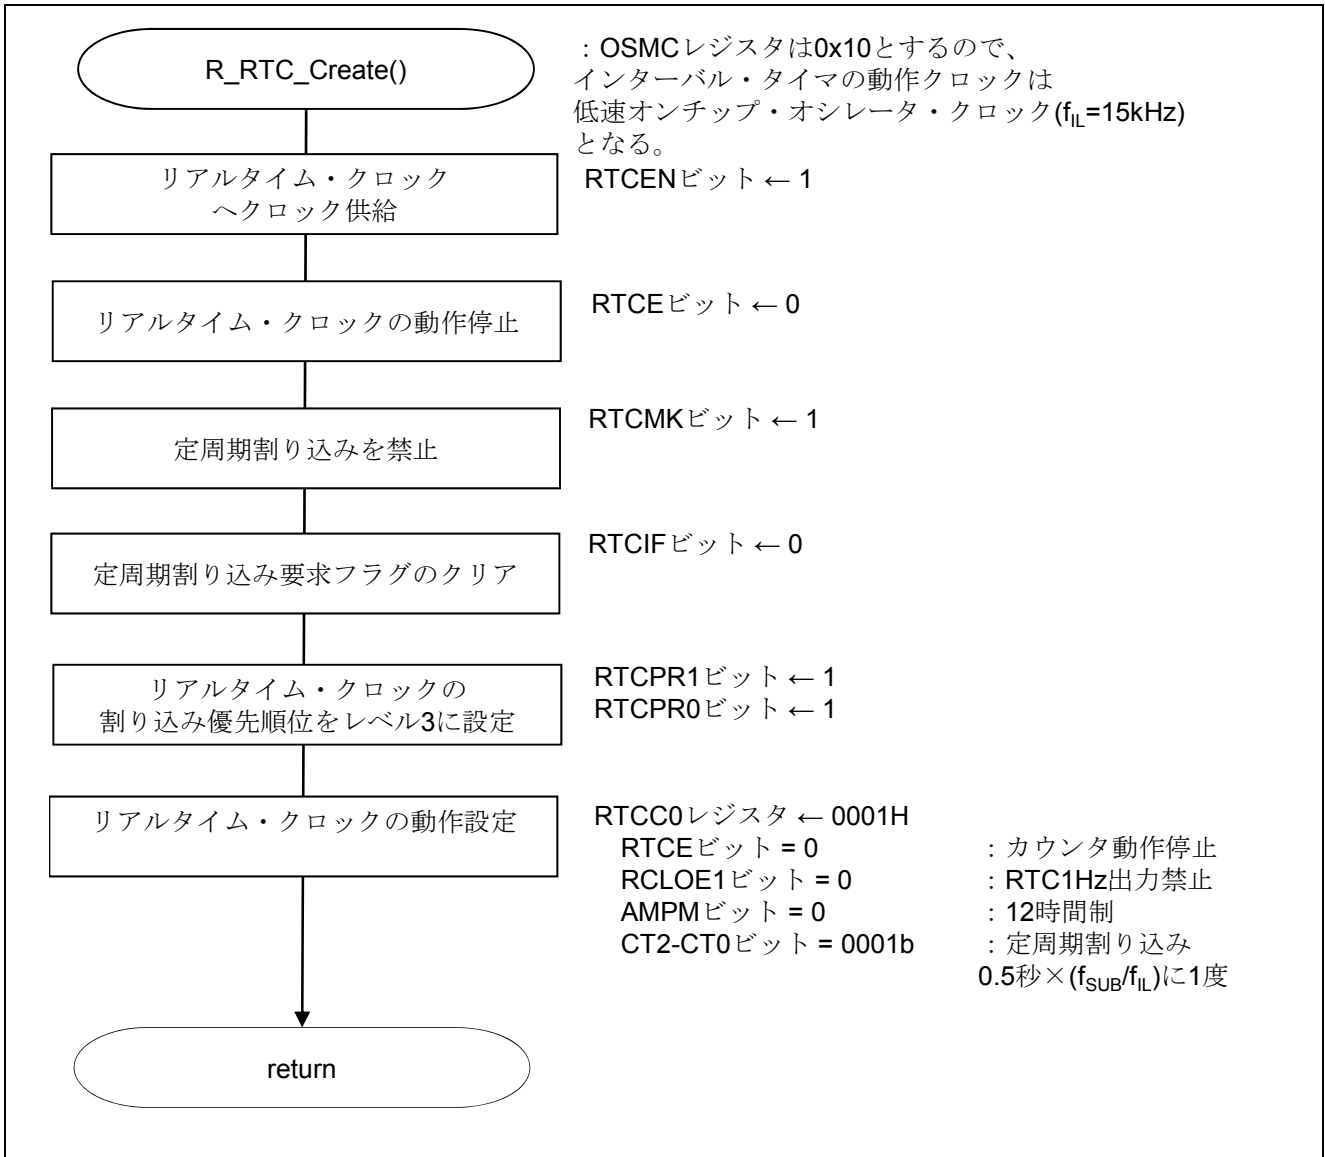 R_RTC_Create()
：OSMCレジスタは0x10とするので、
インターバル・タイマの動作クロックは
低速オンチップ・オシレータ・クロック(fIL=15kHz)
となる。
リアルタイム・クロック
へクロック供給
RTCENビット ← 1
リアルタイム・クロックの動作停止
RTCEビット ← 0
定周期割り込みを禁止
RTCMKビット ← 1
定周期割り込み要求フラグのクリア
RTCIFビット ← 0
リアルタイム・クロックの
割り込み優先順位をレベル3に設定
RTCPR1ビット ← 1
RTCPR0ビット ← 1
リアルタイム・クロックの動作設定
RTCC0レジスタ ← 0001H
RTCEビット = 0 ：カウンタ動作停止
RCLOE1ビット = 0 ：RTC1Hz出力禁止
AMPMビット = 0 ：12時間制
CT2-CT0ビット = 0001b ：定周期割り込み
0.5秒×(fSUB/fIL)に1度
return